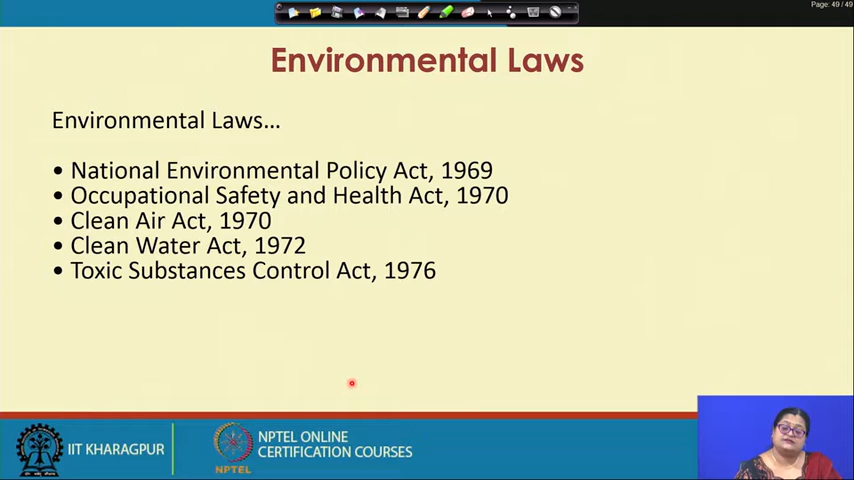 Page: 49 / 49
Environmental Laws
Environmental Laws...
• National Environmental Policy Act, 1969
• Occupational Safety and Health Act, 1970
• Clean Air Act, 1970
• Clean Water Act, 1972
• Toxic Substances Control Act, 1976
IIT KHARAGPUR
NPTEL
NPTEL ONLINE
CERTIFICATION COURSES